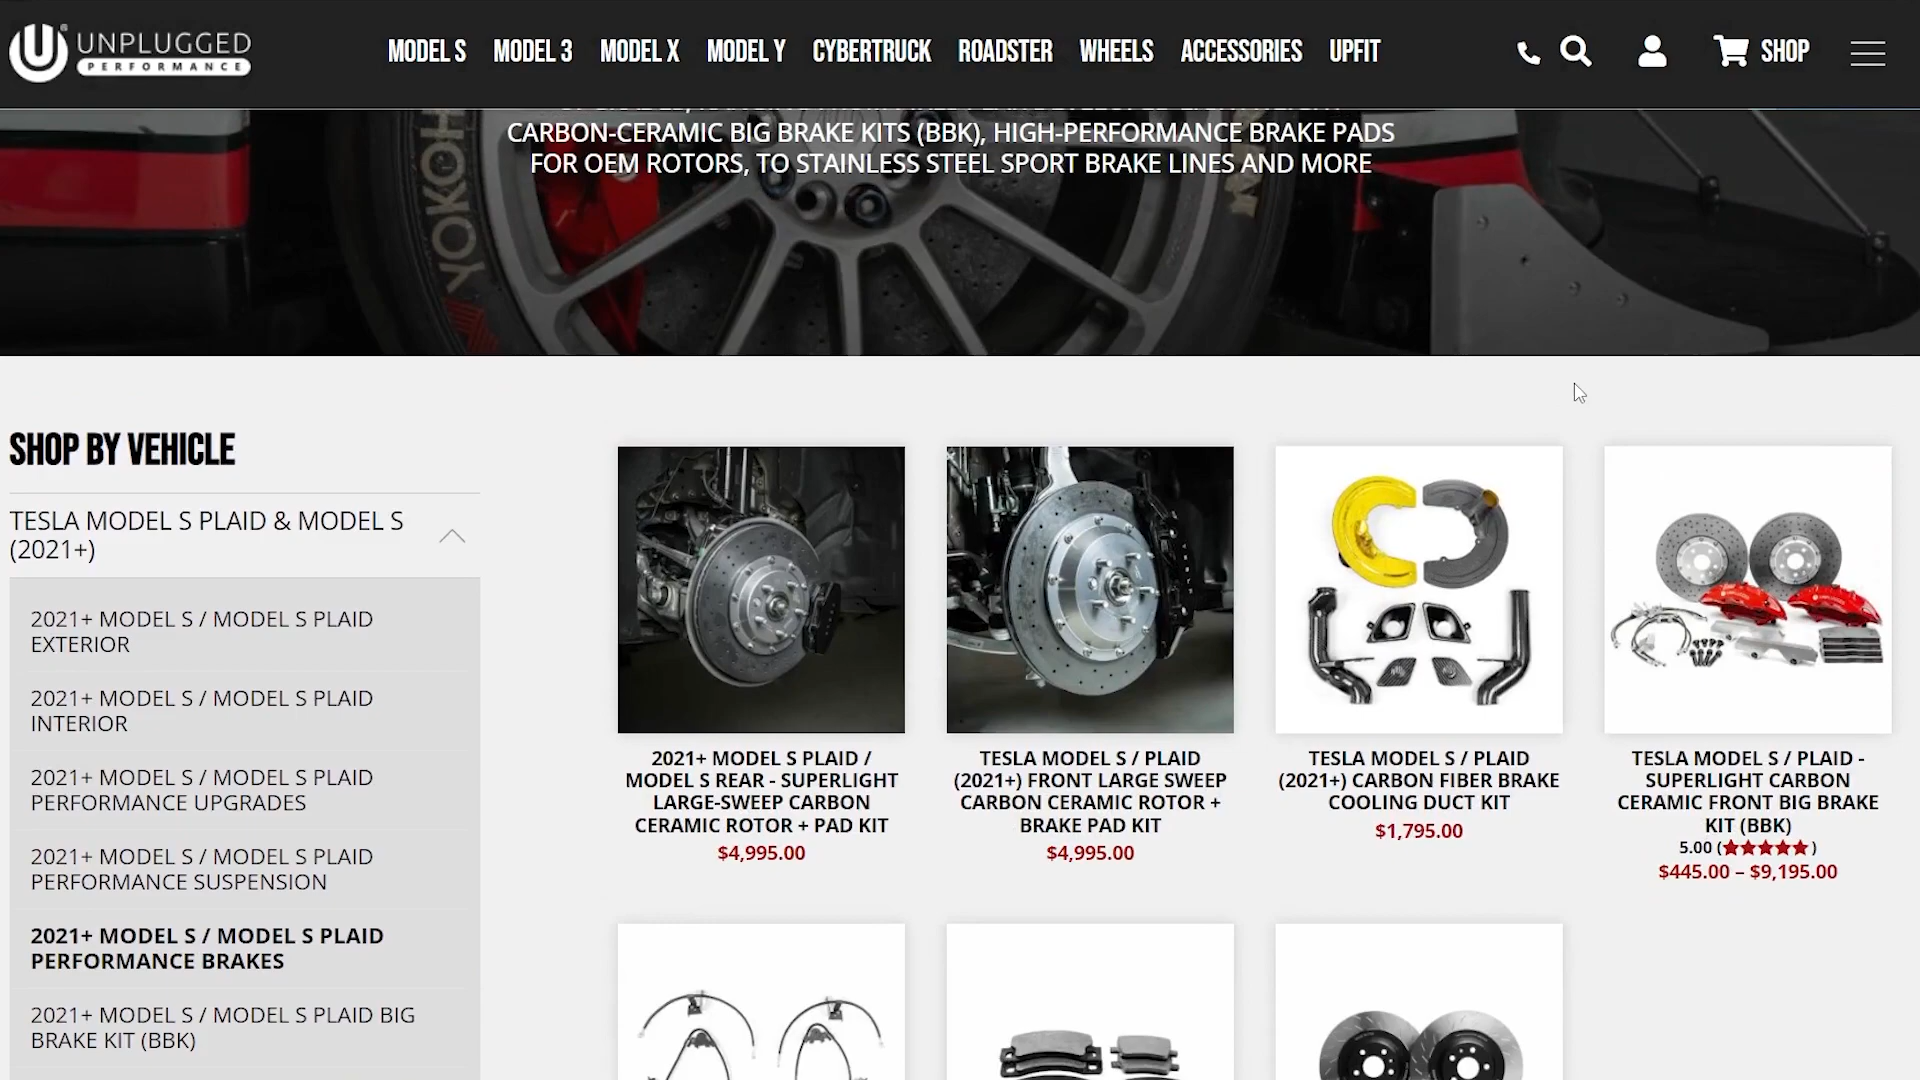 UNPLUGGED
PERFORMANCE
MODEL S MODEL 3 MODEL X MODEL Y CYBERTRUCK ROADSTER WHEELS ACCESSORIES UPFIT
SHOP
CARBON-CERAMIC BIG BRAKE KITS (BBK), HIGH-PERFORMANCE BRAKE PADS
FOR OEM ROTORS, TO STAINLESS STEEL SPORT BRAKE LINES AND MORE
SHOP BY VEHICLE
TESLA MODEL S PLAID & MODEL S
(2021+)
2021+ MODEL S / MODEL S PLAID
EXTERIOR
2021+ MODEL S / MODEL S PLAID
INTERIOR
2021+ MODEL S / MODEL S PLAID
PERFORMANCE UPGRADES
2021+ MODEL S / MODEL S PLAID
PERFORMANCE SUSPENSION
2021+ MODEL S / MODEL S PLAID
PERFORMANCE BRAKES
2021+ MODEL S / MODEL S PLAID BIG
BRAKE KIT (BBK)
2021+ MODEL S PLAID /
MODEL S REAR - SUPERLIGHT
LARGE-SWEEP CARBON
CERAMIC ROTOR + PAD KIT
$4,995.00
TESLA MODEL S / PLAID
(2021+) FRONT LARGE SWEEP
CARBON CERAMIC ROTOR +
BRAKE PAD KIT
$4,995.00
TESLA MODEL S / PLAID
(2021+) CARBON FIBER BRAKE
COOLING DUCT KIT
$1,795.00
TESLA MODEL S / PLAID -
SUPERLIGHT CARBON
CERAMIC FRONT BIG BRAKE
KIT (BBK)
5.00 (★★★★★)
$445.00 – $9,195.00